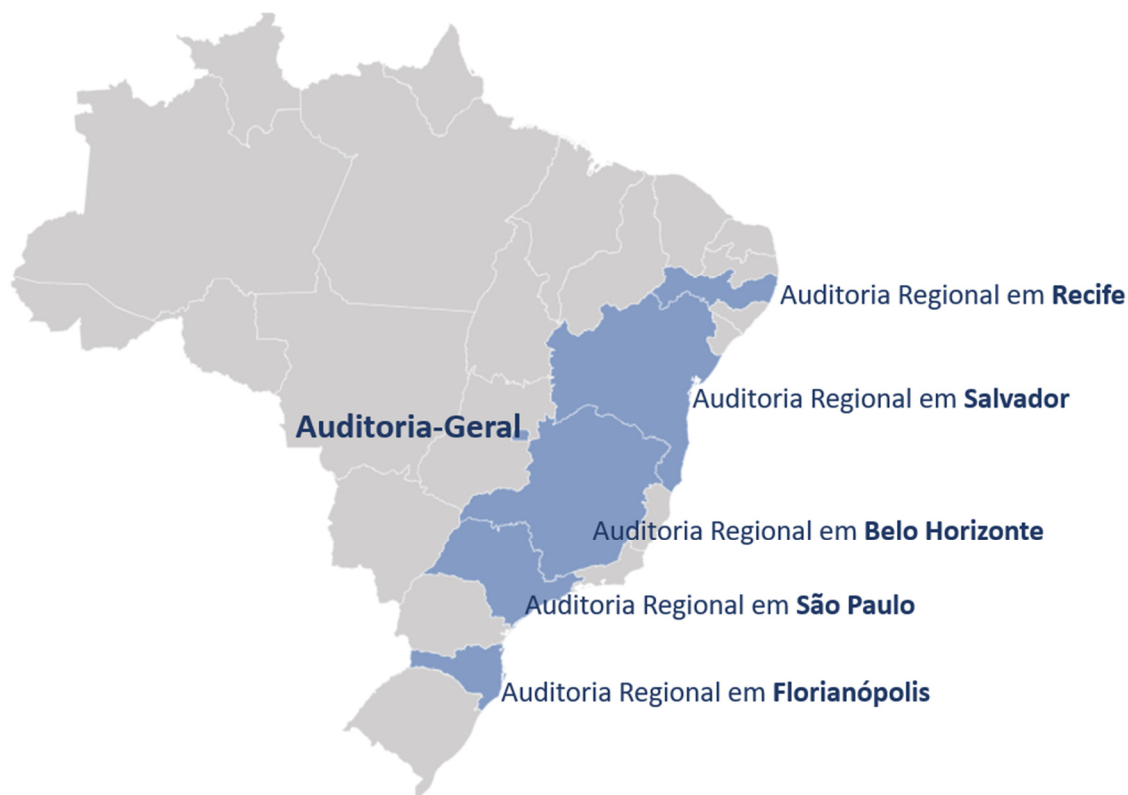 Auditoria Regional em Recife
Auditoria Regional em Salvador
Auditoria-Geral
Auditoria Regional em Belo Horizonte
Auditoria Regional em São Paulo
Auditoria Regional em Florianópolis